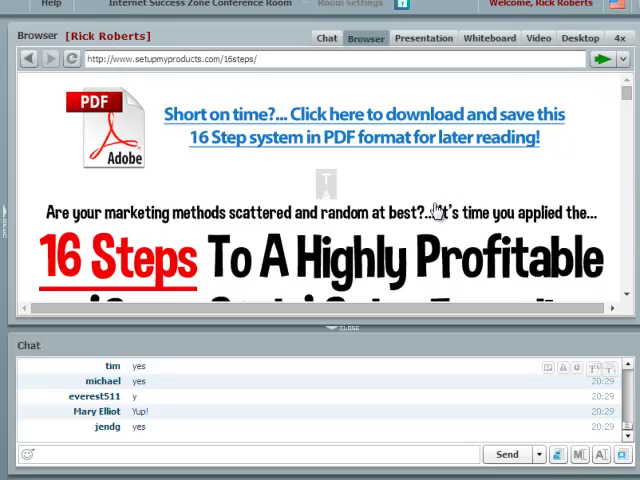 Help
Internet Success Zone Conference Room
Room settings
Welcome, Rick Roberts
Browser [Rick Roberts]
Chat
Browser
Presentation
Whiteboard
Video
Desktop
4x
http://www.setupmyproducts.com/16steps/
PDF
Adobe
Short on time?... Click here to download and save this
16 Step system in PDF format for later reading!
Are your marketing methods scattered and random at best?...It's time you applied the...
16 Steps To A Highly Profitable
CLOSE
Chat
tim yes
michael yes 20:29
everest511 y 20:29
Mary Elliot Yup! 20:29
jendg yes 20:29
Send